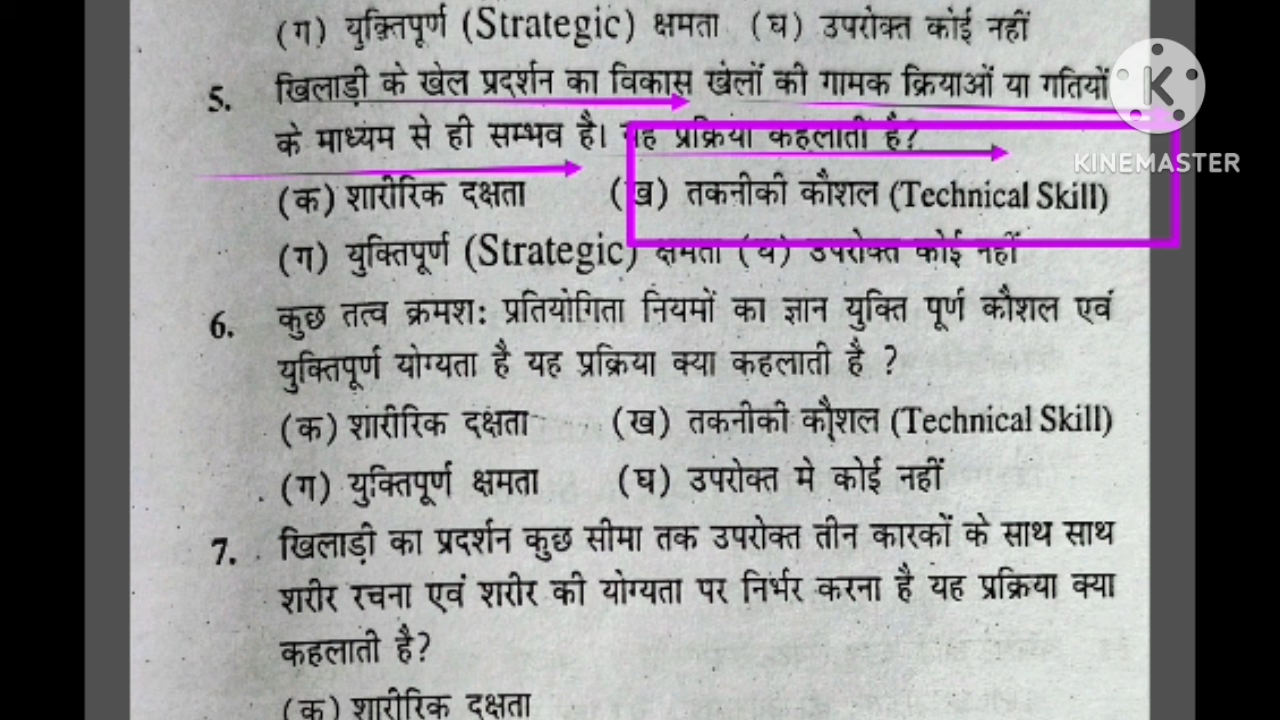 (ग) युक्तिपूर्ण (Strategic) क्षमता (घ) उपरोक्त कोई नहीं
5. खिलाड़ी के खेल प्रदर्शन का विकास खेलों की गामक क्रियाओं या गतियों
के माध्यम से ही सम्भव है। यह प्रक्रिया कहलाती है?
(क) शारीरिक दक्षता (ख) तकनीकी कौशल (Technical Skill)
(ग) युक्तिपूर्ण (Strategic) क्षमता (घ) उपरोक्त कोई नहीं
6. कुछ तत्व क्रमश: प्रतियोगिता नियमों का ज्ञान युक्ति पूर्ण कौशल एवं
युक्तिपूर्ण योग्यता है यह प्रक्रिया क्या कहलाती है ?
(क) शारीरिक दक्षता (ख) तकनीकी कौशल (Technical Skill)
(ग) युक्तिपूर्ण क्षमता (घ) उपरोक्त मे कोई नहीं
7. खिलाड़ी का प्रदर्शन कुछ सीमा तक उपरोक्त तीन कारकों के साथ साथ
शरीर रचना एवं शरीर की योग्यता पर निर्भर करना है यह प्रक्रिया क्या
कहलाती है?
(क) शारीरिक दक्षता
K
KINEMASTER